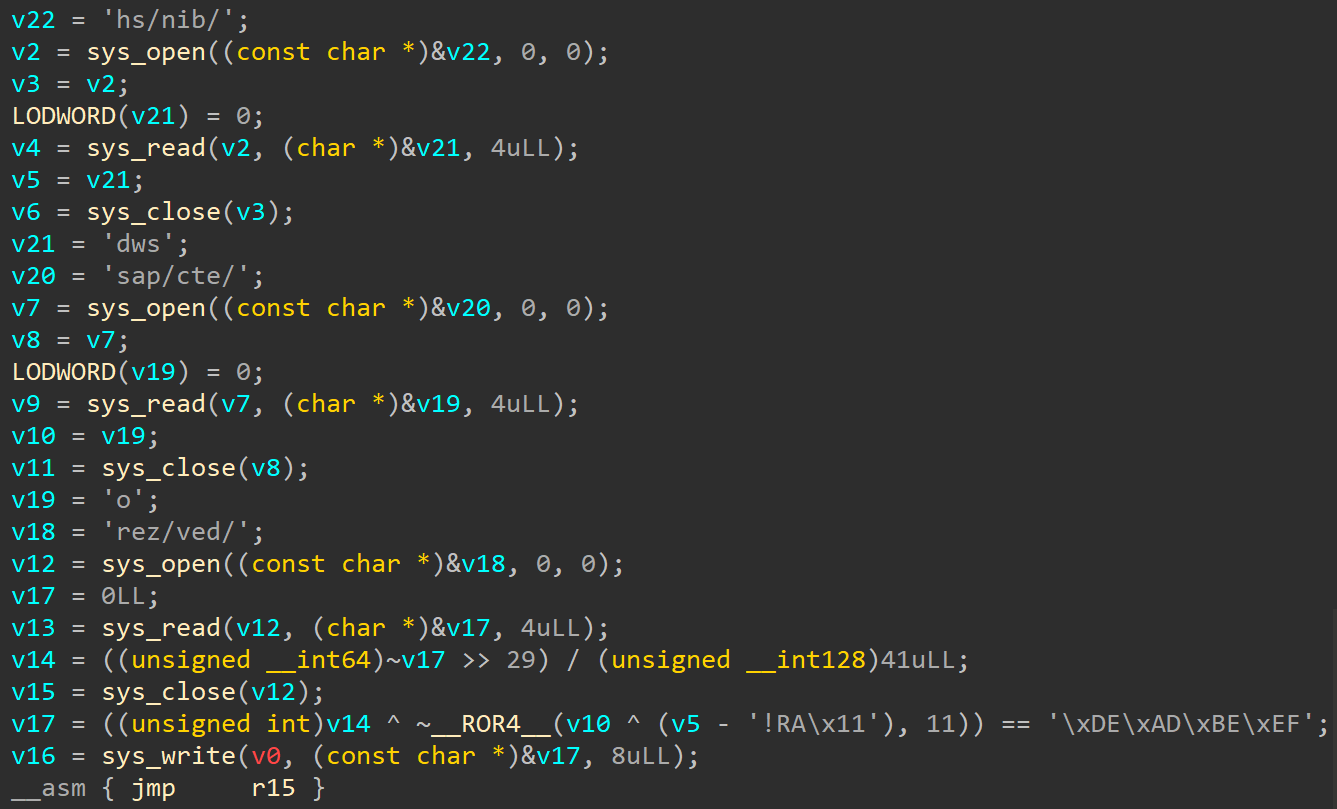 v22 = 'hs/nib/';
v2 = sys_open((const char *)&v22, 0, 0);
v3 = v2;
LODWORD(v21) = 0;
v4 = sys_read(v2, (char *)&v21, 4uLL);
v5 = v21;
v6 = sys_close(v3);
v21 = 'dws';
v20 = 'sap/cte/';
v7 = sys_open((const char *)&v20, 0, 0);
v8 = v7;
LODWORD(v19) = 0;
v9 = sys_read(v7, (char *)&v19, 4uLL);
v10 = v19;
v11 = sys_close(v8);
v19 = 'o';
v18 = 'rez/ved/';
v12 = sys_open((const char *)&v18, 0, 0);
v17 = 0LL;
v13 = sys_read(v12, (char *)&v17, 4uLL);
v14 = ((unsigned __int64)~v17 >> 29) / (unsigned __int128)41uLL;
v15 = sys_close(v12);
v17 = ((unsigned int)v14 ^ ~__ROR4__(v10 ^ (v5 - '!RA\x11'), 11)) == '\xDE\xAD\xBE\xEF';
v16 = sys_write(v0, (const char *)&v17, 8uLL);
__asm { jmp     r15 }